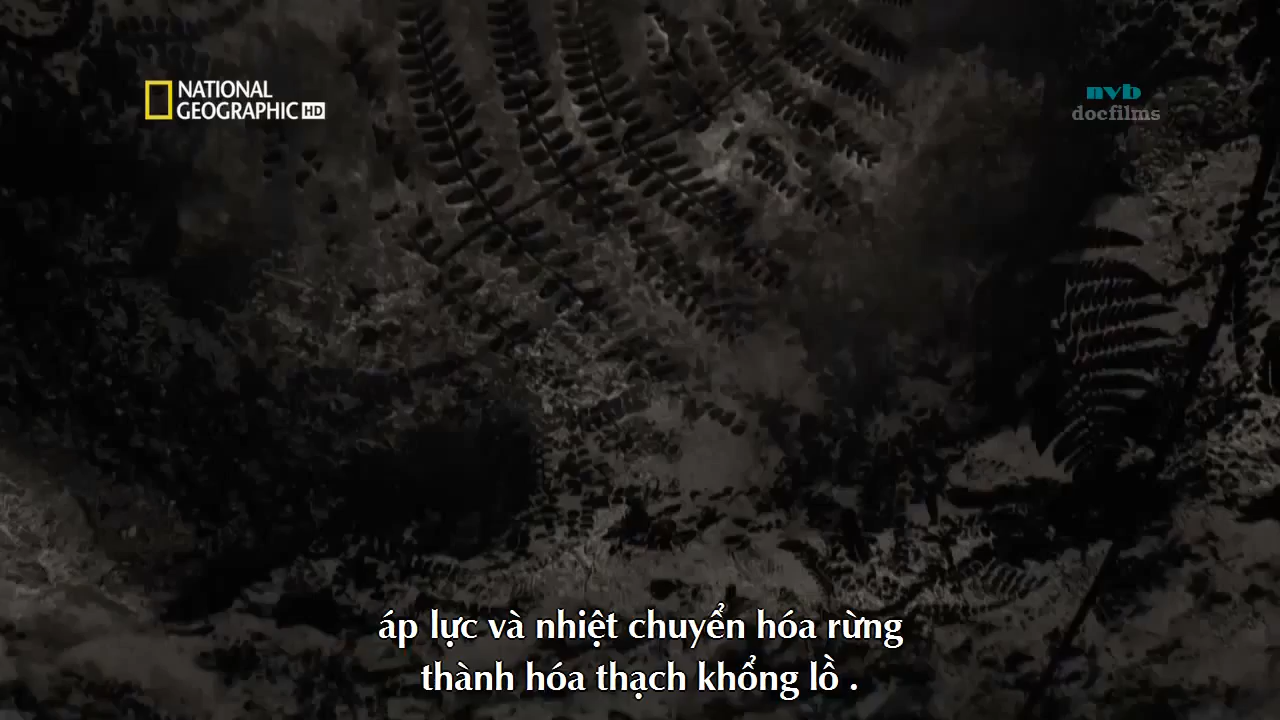 NATIONAL
GEOGRAPHIC HD
nvb
docfilms
áp lực và nhiệt chuyển hóa rừng
thành hóa thạch khổng lồ .